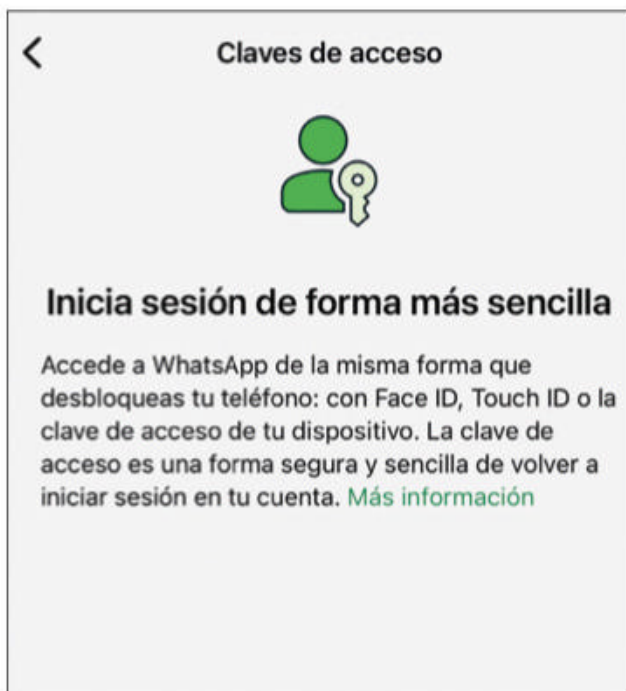 Claves de acceso
Inicia sesión de forma más sencilla
Accede a WhatsApp de la misma forma que
desbloqueas tu teléfono: con Face ID, Touch ID o la
clave de acceso de tu dispositivo. La clave de
acceso es una forma segura y sencilla de volver a
iniciar sesión en tu cuenta. Más información